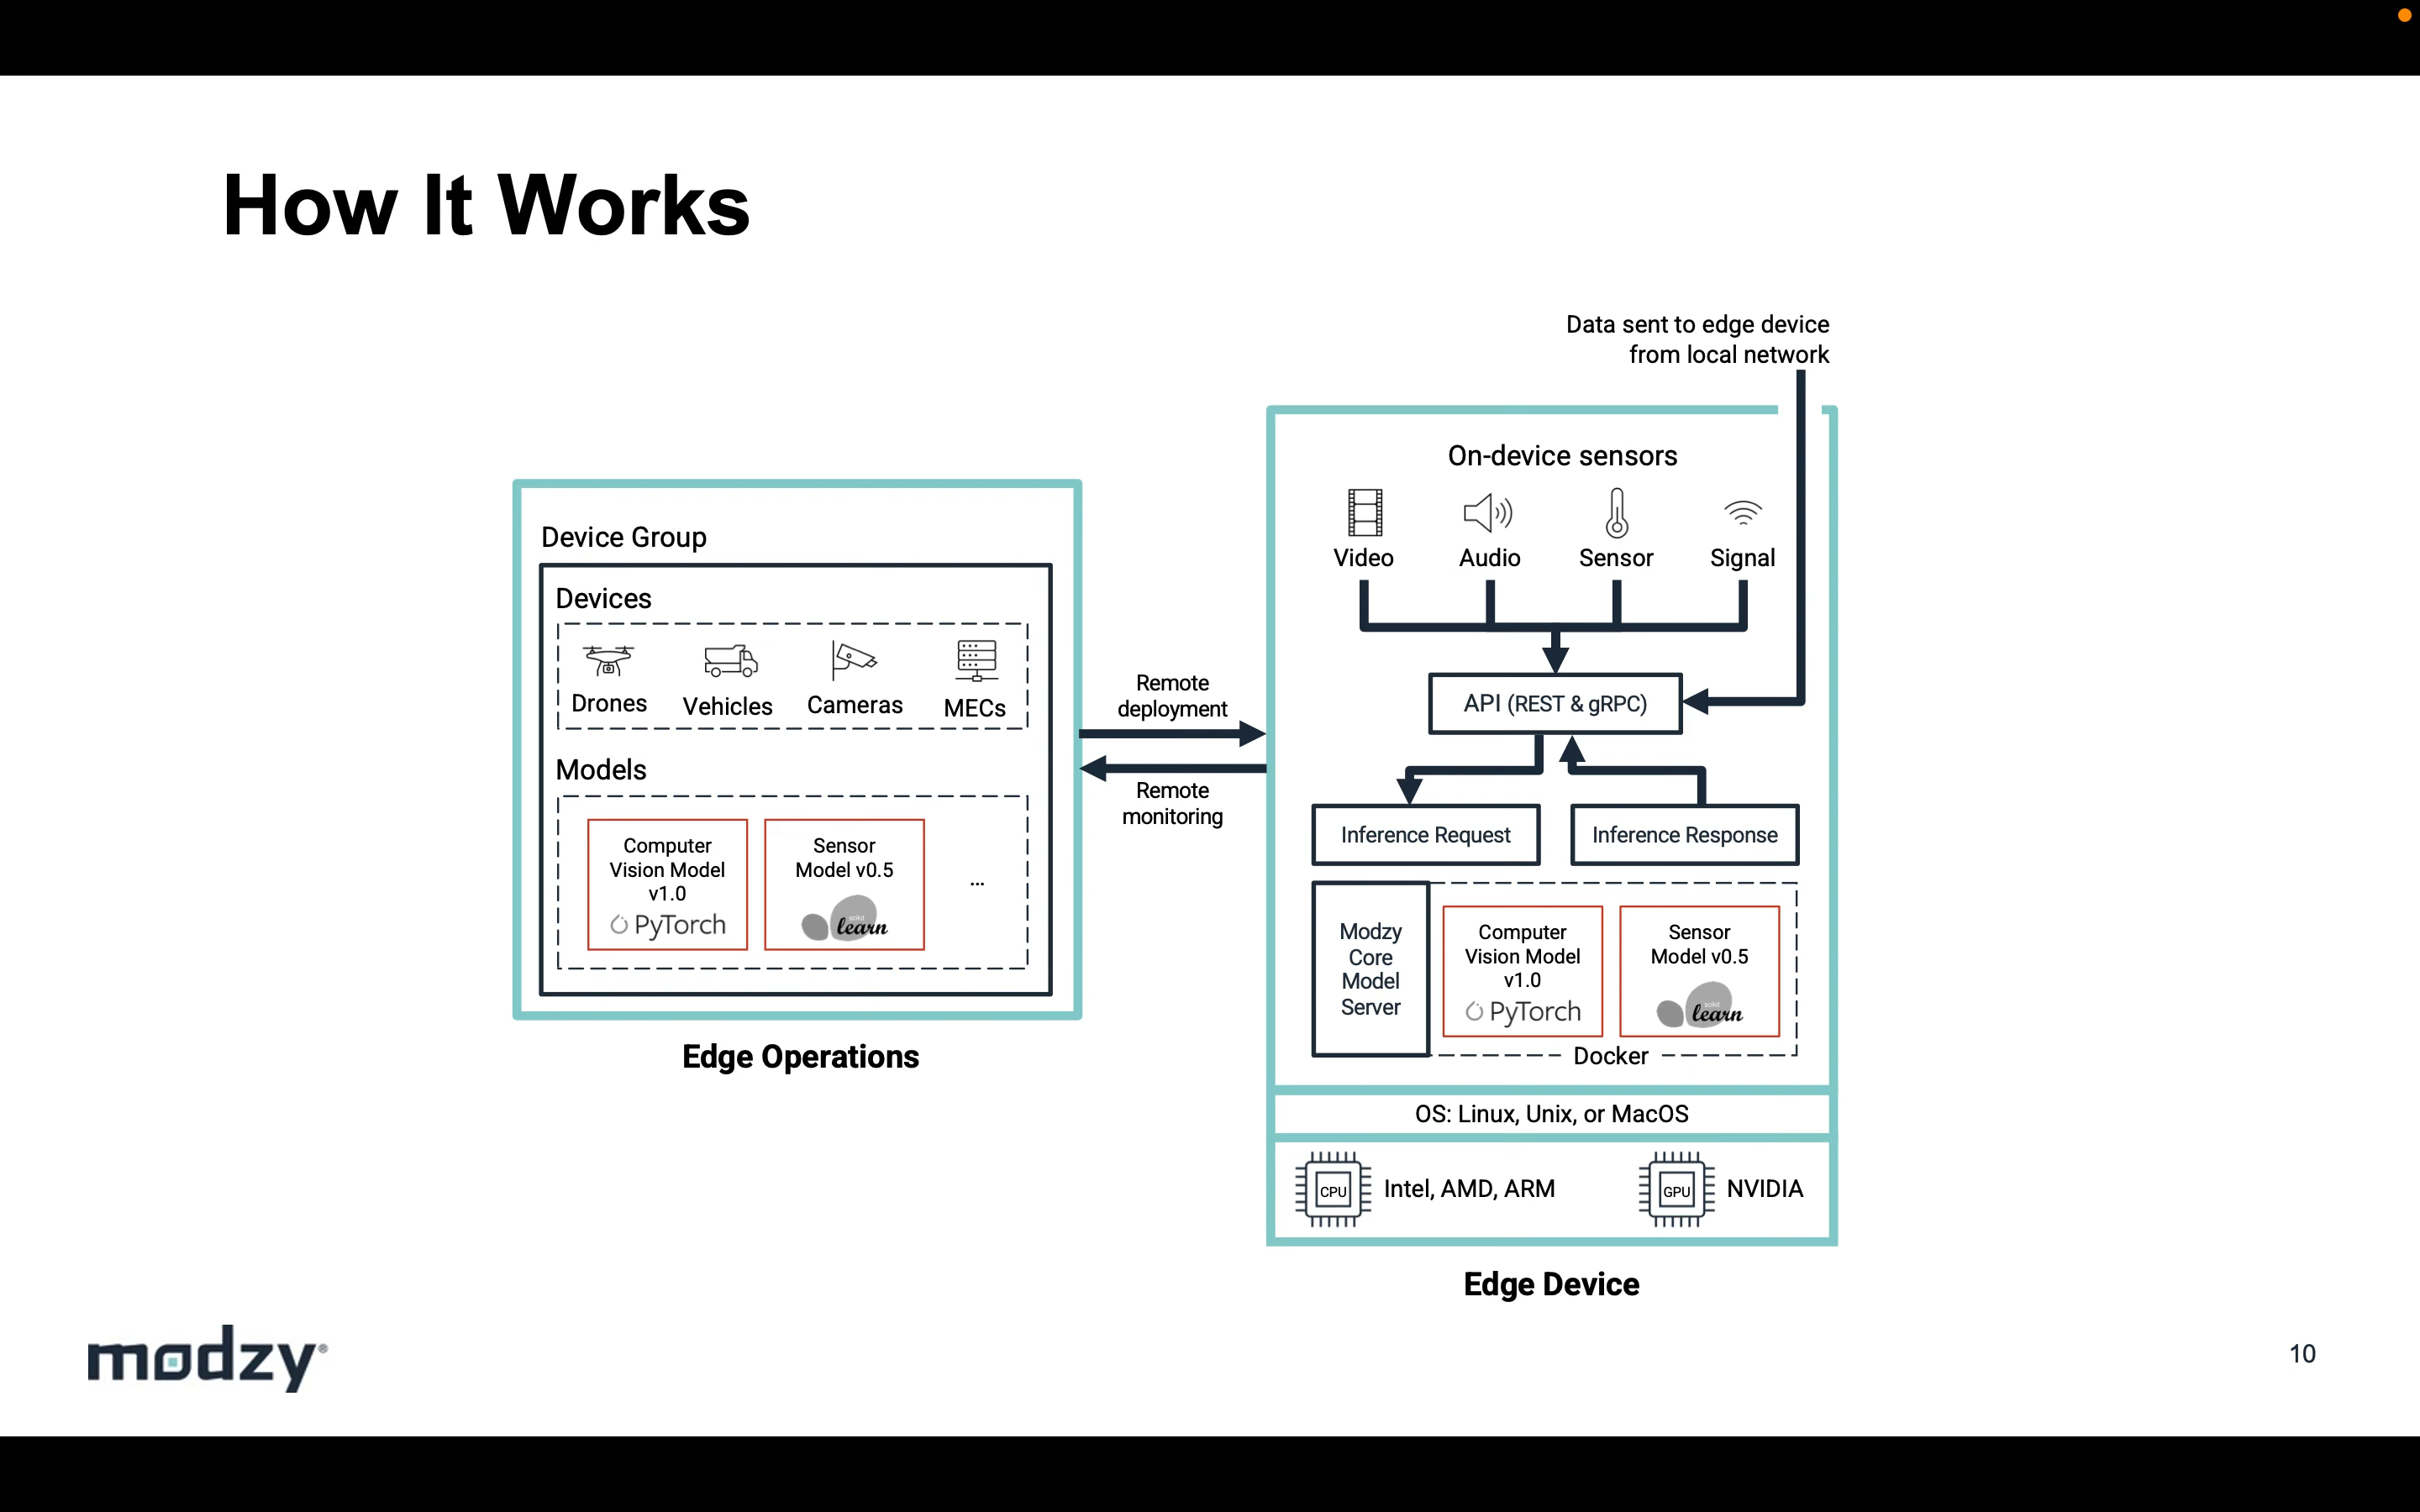 How It Works
Data sent to edge device
from local network
Device Group
Devices
Drones
Vehicles
Cameras
MECs
Models
Computer
Vision Model
v1.0
PyTorch
Sensor
Model v0.5
scikit
learn
...
Edge Operations
Remote
deployment
Remote
monitoring
On-device sensors
Video
Audio
Sensor
Signal
API (REST & gRPC)
Inference Request
Inference Response
Modzy
Core
Model
Server
Computer
Vision Model
v1.0
PyTorch
Sensor
Model v0.5
scikit
learn
Docker
OS: Linux, Unix, or MacOS
CPU
Intel, AMD, ARM
GPU
NVIDIA
Edge Device
modzy®
10